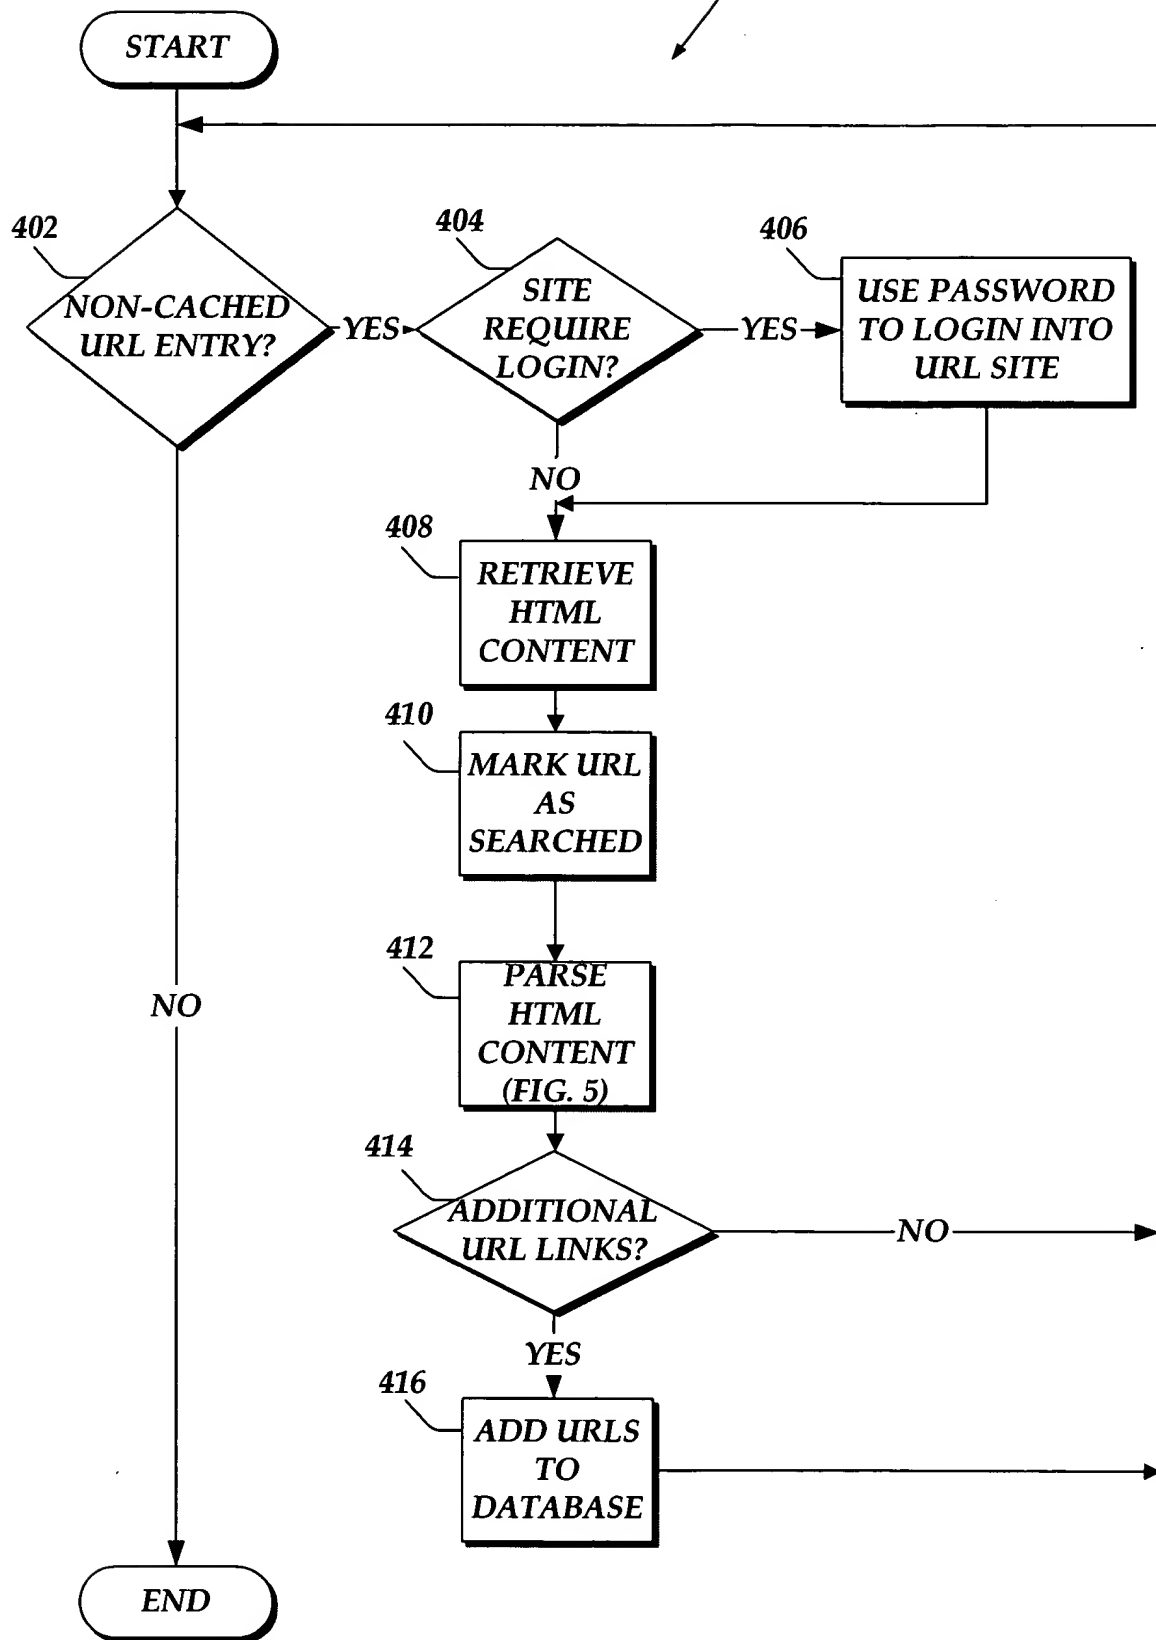 START
402
NON-CACHED
URL ENTRY?
YES
404
SITE
REQUIRE
LOGIN?
YES
406
USE PASSWORD
TO LOGIN INTO
URL SITE
NO
408
RETRIEVE
HTML
CONTENT
410
MARK URL
AS
SEARCHED
412
PARSE
HTML
CONTENT
(FIG. 5)
NO
414
ADDITIONAL
URL LINKS?
NO
YES
416
ADD URLS
TO
DATABASE
END